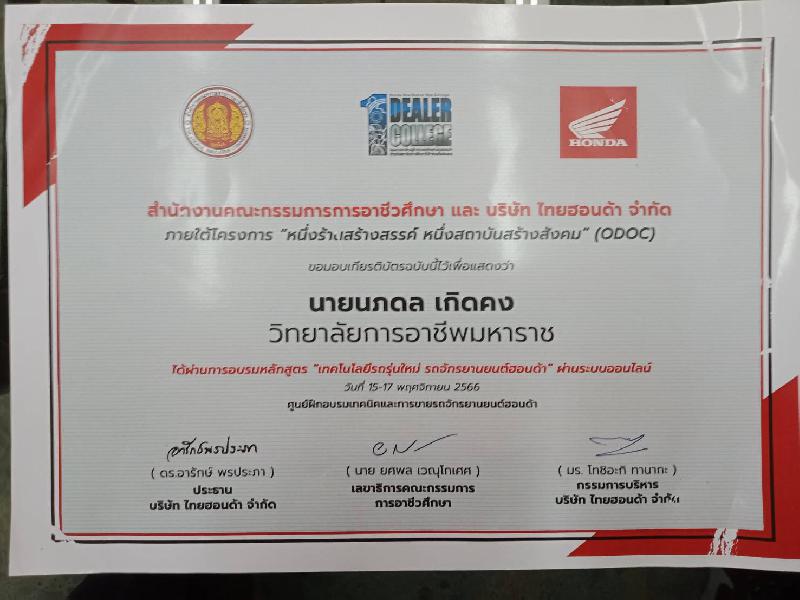 1 DEALER
COLLEGE
HONDA
สำนักงานคณะกรรมการการอาชีวศึกษา และ บริษัท ไทยฮอนด้า จำกัด
ภายใต้โครงการ “หนึ่งร้านสร้างสรรค์ หนึ่งสถาบันสร้างสังคม” (ODOC)
ขอมอบเกียรติบัตรฉบับนี้ไว้เพื่อแสดงว่า
นายนภดล เกิดคง
วิทยาลัยการอาชีพมหาราช
ได้ผ่านการอบรมหลักสูตร “เทคโนโลยีรถรุ่นใหม่ รถจักรยานยนต์ฮอนด้า” ผ่านระบบออนไลน์
วันที่ 15-17 พฤศจิกายน 2566
ศูนย์ฝึกอบรมเทคนิคและการขายรถจักรยานยนต์ฮอนด้า
( ดร.อารักษ์ พรประภา ) ( นาย ยศพล เวณุโกเศศ ) ( มร. โทชิอะกิ ทานากะ )
ประธาน เลขาธิการคณะกรรมการ กรรมการบริหาร
บริษัท ไทยฮอนด้า จำกัด การอาชีวศึกษา บริษัท ไทยฮอนด้า จำกัด